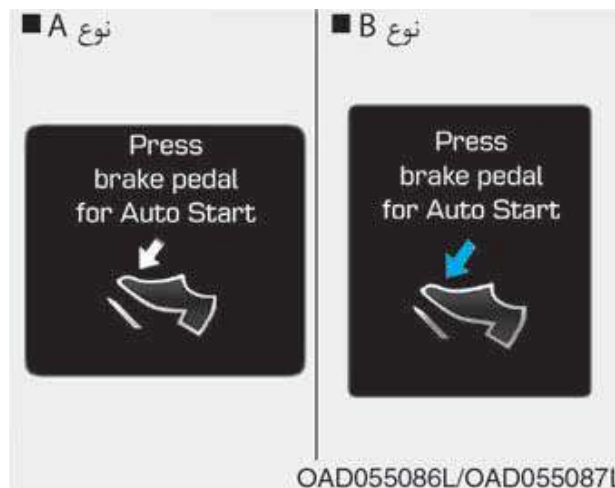 ■ A نوع
Press
brake pedal
for Auto Start
■ B نوع
Press
brake pedal
for Auto Start
OAD055086L/OAD055087L